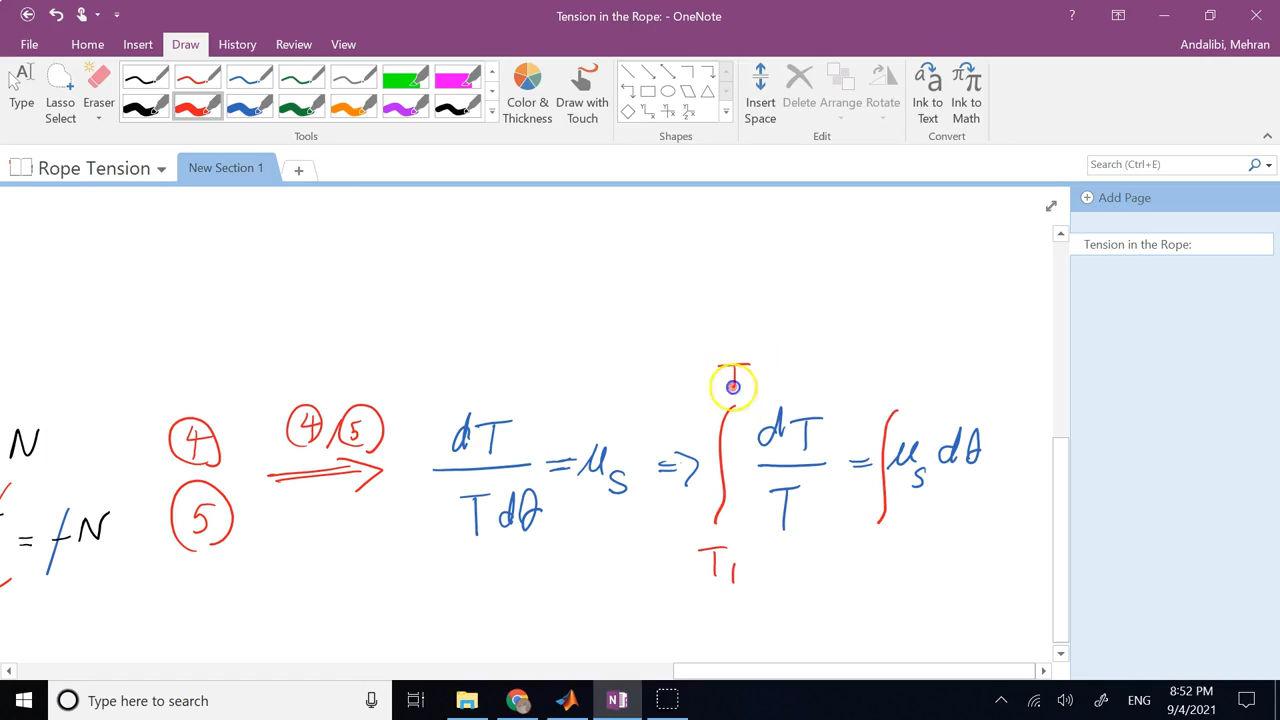 Tension in the Rope: - OneNote
?
Andalibi, Mehran
File Home Insert Draw History Review View
Type
Lasso Select
Eraser
Color & Thickness
Draw with Touch
Insert Space
Delete
Arrange
Rotate
Ink to Text
Ink to Math
Tools
Shapes
Edit
Convert
Rope Tension
New Section 1
+
Search (Ctrl+E)
Add Page
Tension in the Rope:
T
N ④ ④/⑤ dT/T dθ = μs => ∫ dT/T = ∫ μs dθ
= -N ⑤
T1
Type here to search
ENG
8:52 PM
9/4/2021